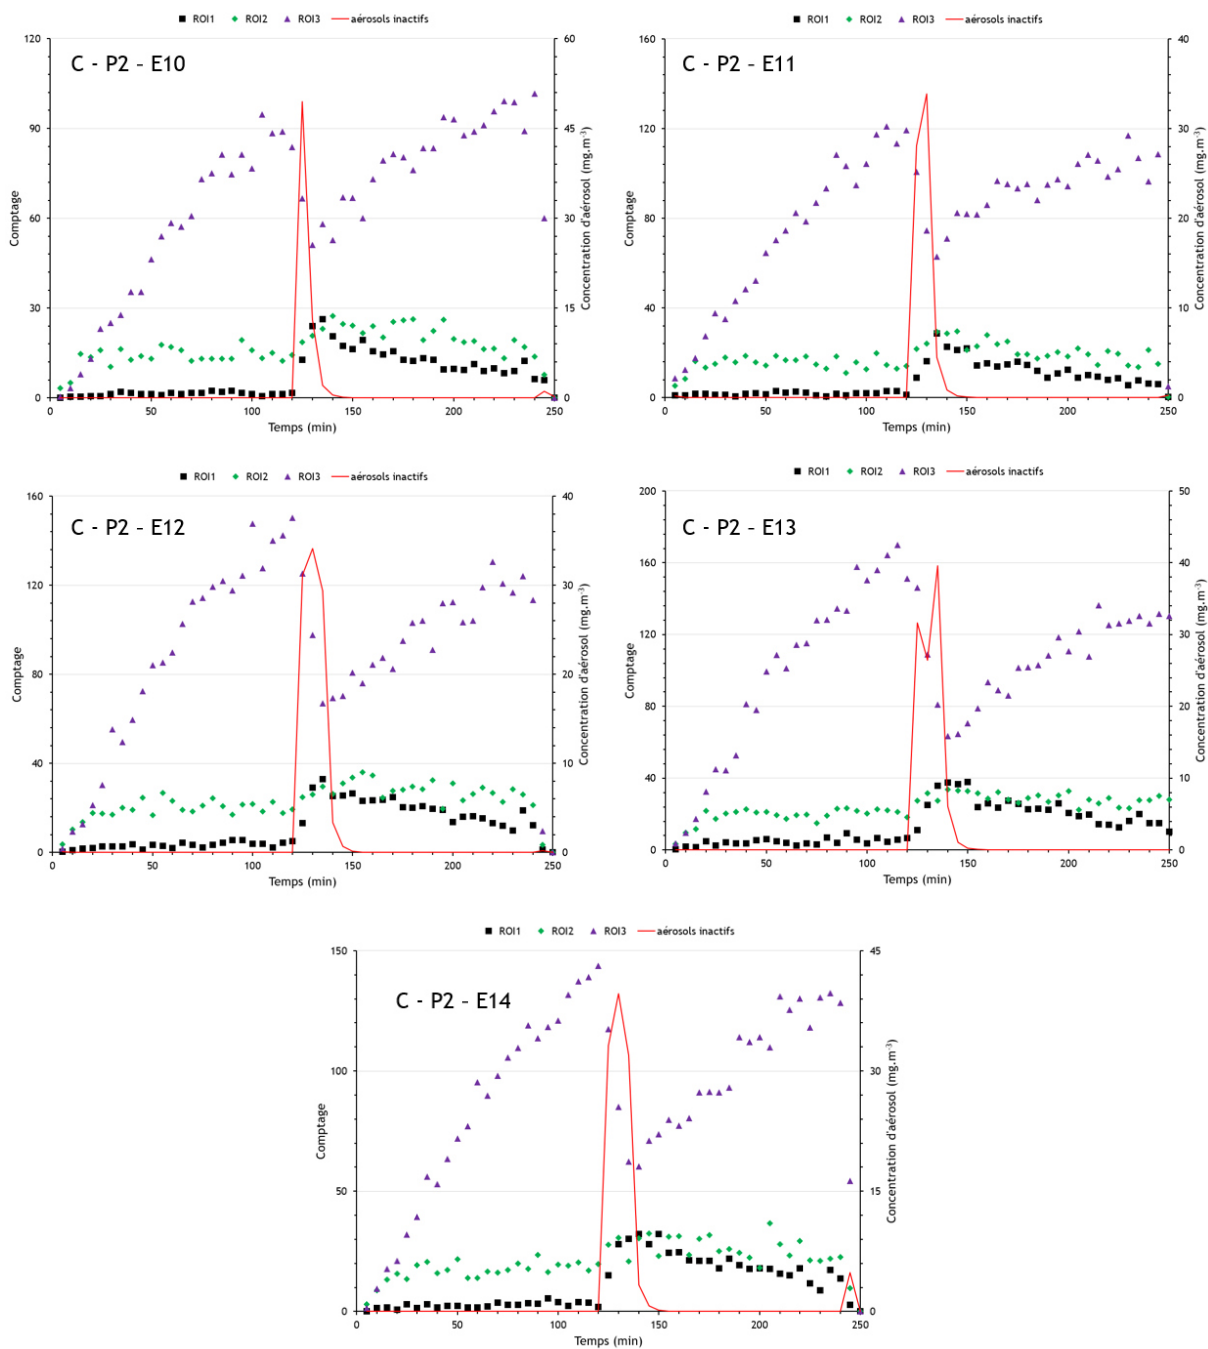 ROI1 ROI2 ROI3 aérosols inactifs
C - P2 - E10
120
90
60
30
0
60
45
30
15
0
0 50 100 150 200 250
Comptage
Temps (min)
Concentration d'aérosol (mg.m-3)
ROI1 ROI2 ROI3 aérosols inactifs
C - P2 - E11
160
120
80
40
0
40
30
20
10
0
0 50 100 150 200 250
Comptage
Temps (min)
Concentration d'aérosol (mg.m-3)
ROI1 ROI2 ROI3 aérosols inactifs
C - P2 - E12
160
120
80
40
0
40
30
20
10
0
0 50 100 150 200 250
Comptage
Temps (min)
Concentration d'aérosol (mg.m-3)
ROI1 ROI2 ROI3 aérosols inactifs
C - P2 - E13
200
160
120
80
40
0
50
40
30
20
10
0
0 50 100 150 200 250
Comptage
Temps (min)
Concentration d'aérosol (mg.m-3)
ROI1 ROI2 ROI3 aérosols inactifs
C - P2 - E14
150
100
50
0
45
30
15
0
0 50 100 150 200 250
Comptage
Temps (min)
Concentration d'aérosol (mg.m-3)